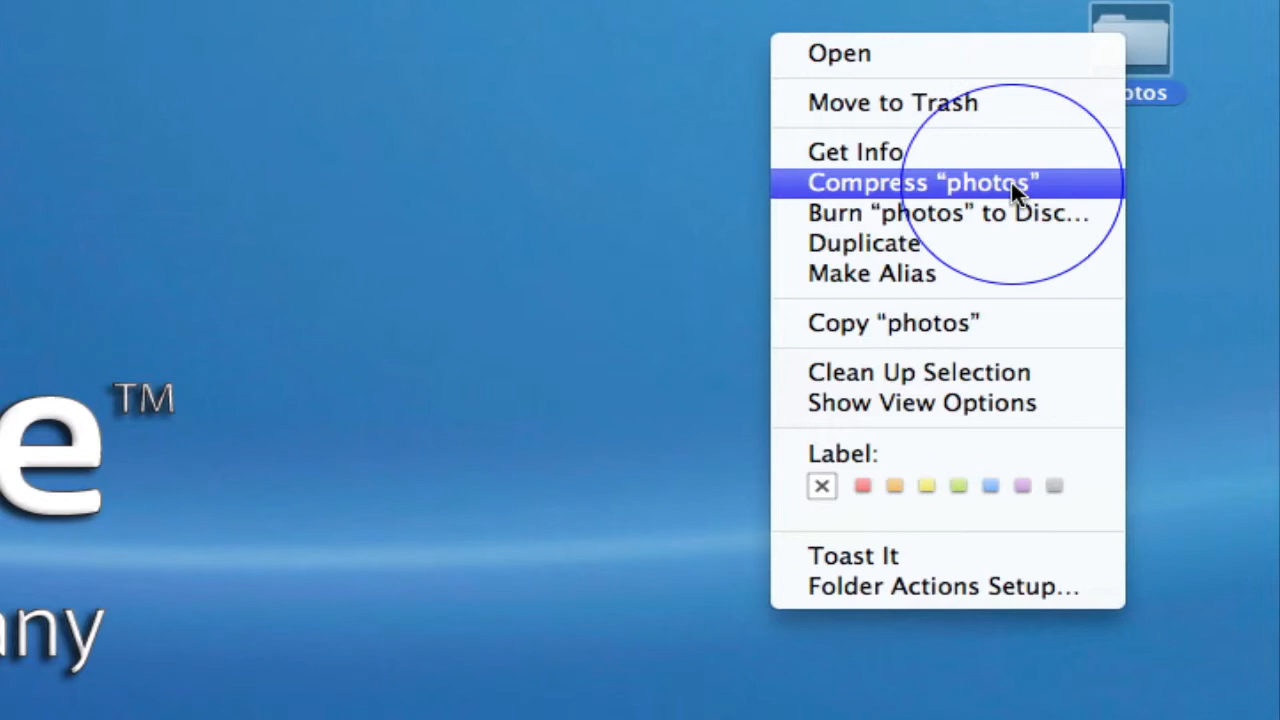 Open
otos
Move to Trash
Get Info
Compress “photos”
Burn “photos” to Disc...
Duplicate
Make Alias
Copy “photos”
Clean Up Selection
Show View Options
e™
Label:
Toast It
Folder Actions Setup...
any